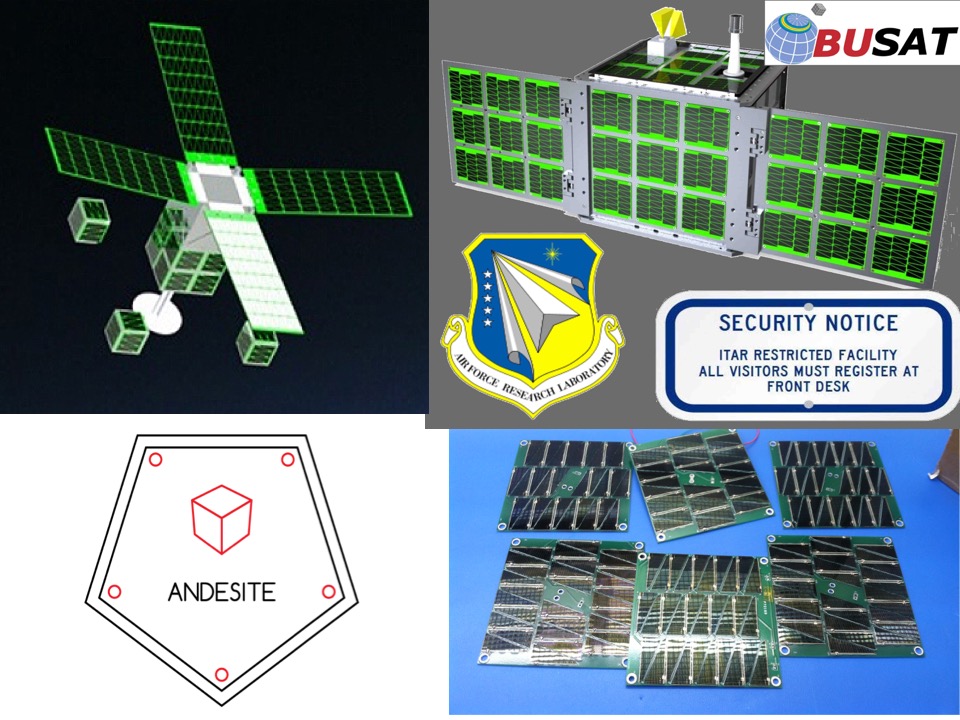 BUSAT
AIR FORCE RESEARCH LABORATORY
SECURITY NOTICE
ITAR RESTRICTED FACILITY
ALL VISITORS MUST REGISTER AT
FRONT DESK
ANDESITE